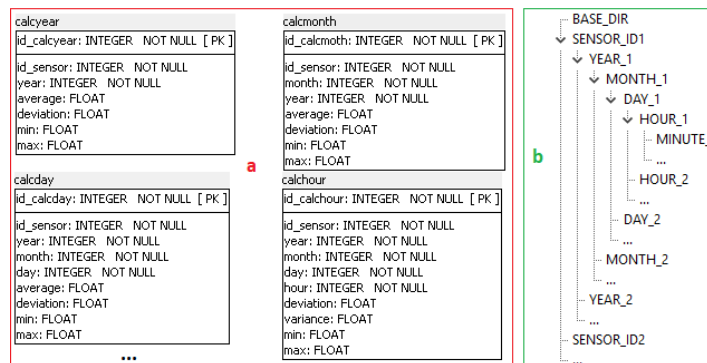 calcyear
id_calcyear: INTEGER NOT NULL [ PK ]
id_sensor: INTEGER NOT NULL
year: INTEGER NOT NULL
average: FLOAT
deviation: FLOAT
min: FLOAT
max: FLOAT
calcmonth
id_calcmoth: INTEGER NOT NULL [ PK ]
id_sensor: INTEGER NOT NULL
month: INTEGER NOT NULL
year: INTEGER NOT NULL
average: FLOAT
deviation: FLOAT
min: FLOAT
max: FLOAT
a
calcday
id_calcday: INTEGER NOT NULL [ PK ]
id_sensor: INTEGER NOT NULL
year: INTEGER NOT NULL
month: INTEGER NOT NULL
day: INTEGER NOT NULL
average: FLOAT
deviation: FLOAT
min: FLOAT
max: FLOAT
...
calchour
id_calchour: INTEGER NOT NULL [ PK ]
id_sensor: INTEGER NOT NULL
year: INTEGER NOT NULL
month: INTEGER NOT NULL
day: INTEGER NOT NULL
hour: INTEGER NOT NULL
deviation: FLOAT
variance: FLOAT
min: FLOAT
max: FLOAT
b
BASE_DIR
SENSOR_ID1
YEAR_1
MONTH_1
DAY_1
HOUR_1
MINUTE_
...
HOUR_2
...
DAY_2
...
MONTH_2
...
YEAR_2
...
SENSOR_ID2
...